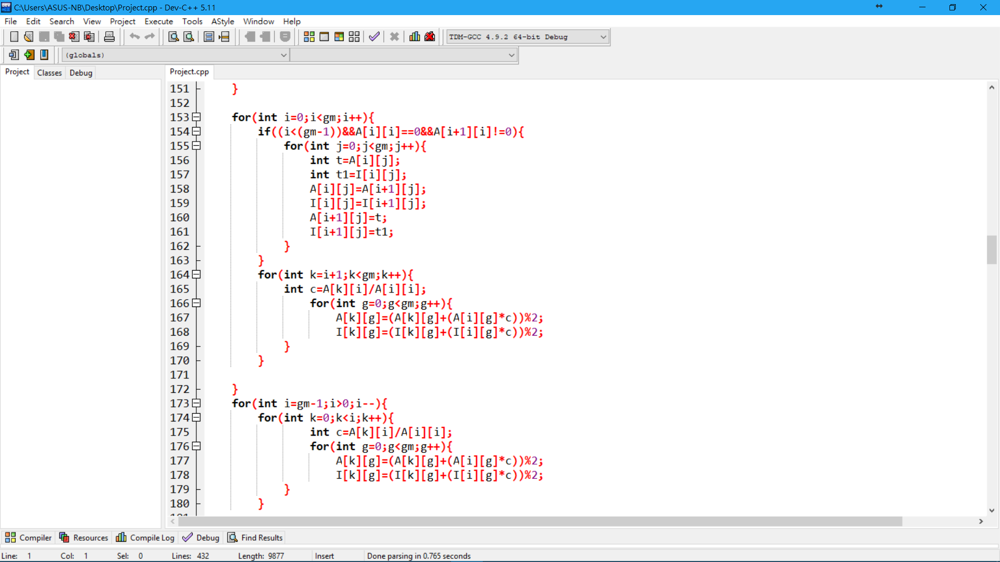 C:\Users\ASUS-NB\Desktop\Project.cpp - Dev-C++ 5.11
File Edit Search View Project Execute Tools AStyle Window Help
TDM-GCC 4.9.2 64-bit Debug
(globals)
Project Classes Debug
Project.cpp
151 }
152
153 for(int i=0;i<gm;i++){
154 if((i<(gm-1))&&A[i][i]==0&&A[i+1][i]!=0){
155 for(int j=0;j<gm;j++){
156 int t=A[i][j];
157 int t1=I[i][j];
158 A[i][j]=A[i+1][j];
159 I[i][j]=I[i+1][j];
160 A[i+1][j]=t;
161 I[i+1][j]=t1;
162 }
163 }
164 for(int k=i+1;k<gm;k++){
165 int c=A[k][i]/A[i][i];
166 for(int g=0;g<gm;g++){
167 A[k][g]=(A[k][g]+(A[i][g]*c))%2;
168 I[k][g]=(I[k][g]+(I[i][g]*c))%2;
169 }
170 }
171
172 }
173 for(int i=gm-1;i>0;i--){
174 for(int k=0;k<i;k++){
175 int c=A[k][i]/A[i][i];
176 for(int g=0;g<gm;g++){
177 A[k][g]=(A[k][g]+(A[i][g]*c))%2;
178 I[k][g]=(I[k][g]+(I[i][g]*c))%2;
179 }
180 }
Compiler Resources Compile Log Debug Find Results
Line: 1 Col: 1 Sel: 0 Lines: 432 Length: 9877 Insert Done parsing in 0.765 seconds